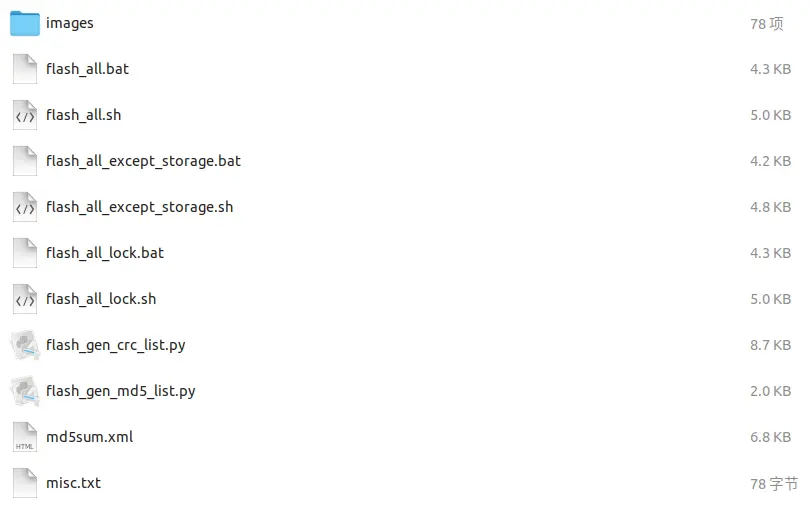 images 78 项
flash_all.bat 4.3 KB
flash_all.sh 5.0 KB
flash_all_except_storage.bat 4.2 KB
flash_all_except_storage.sh 4.8 KB
flash_all_lock.bat 4.3 KB
flash_all_lock.sh 5.0 KB
flash_gen_crc_list.py 8.7 KB
flash_gen_md5_list.py 2.0 KB
HTML md5sum.xml 6.8 KB
misc.txt 78 字节